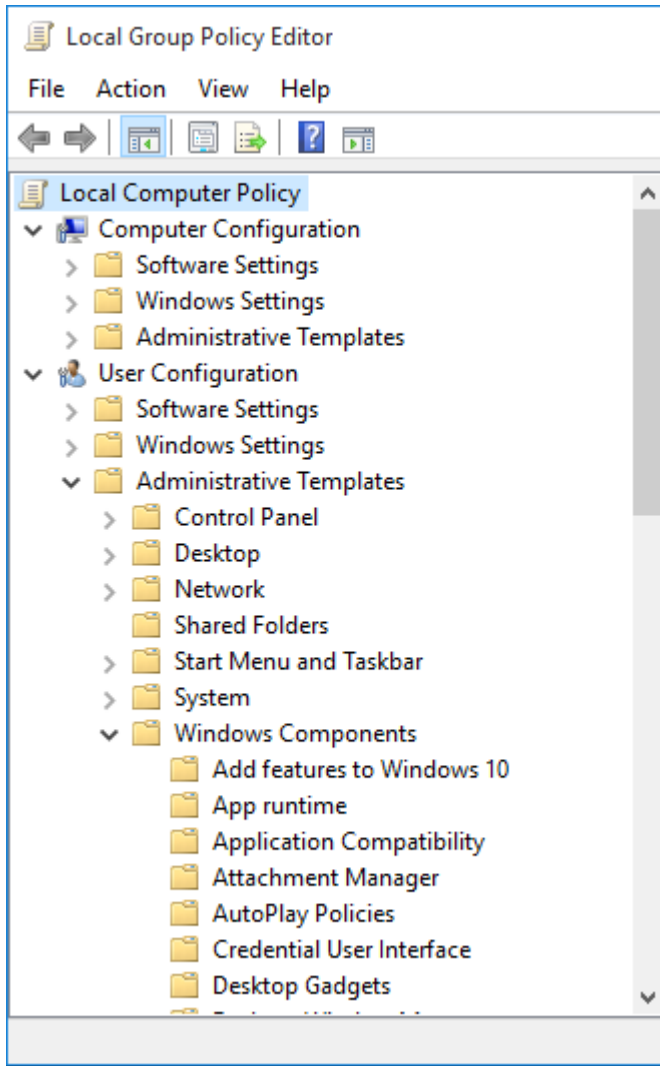 Local Group Policy Editor
File Action View Help
Local Computer Policy
Computer Configuration
Software Settings
Windows Settings
Administrative Templates
User Configuration
Software Settings
Windows Settings
Administrative Templates
Control Panel
Desktop
Network
Shared Folders
Start Menu and Taskbar
System
Windows Components
Add features to Windows 10
App runtime
Application Compatibility
Attachment Manager
AutoPlay Policies
Credential User Interface
Desktop Gadgets